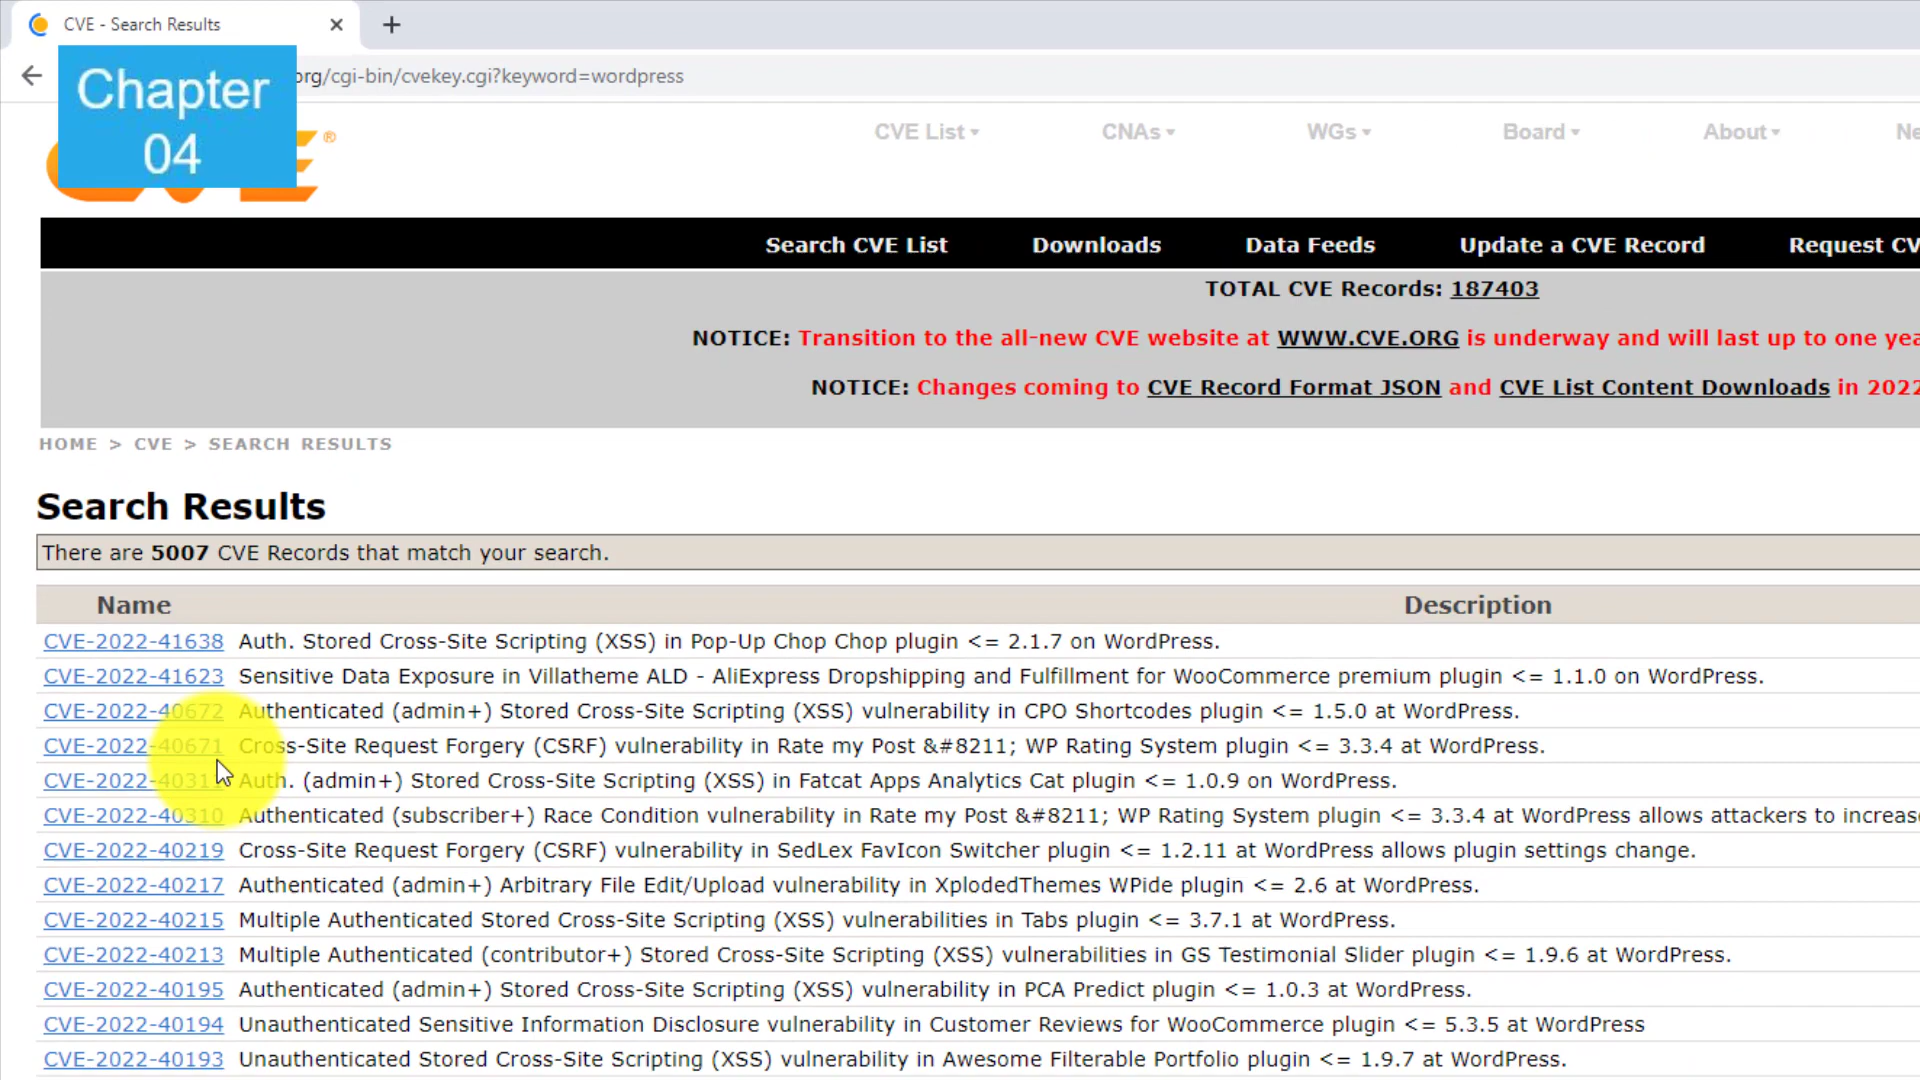 CVE - Search Results
Chapter
04
org/cgi-bin/cvekey.cgi?keyword=wordpress
CVE List CNAs WGs Board About
Search CVE List Downloads Data Feeds Update a CVE Record Request
TOTAL CVE Records: 187403
NOTICE: Transition to the all-new CVE website at WWW.CVE.ORG is underway and will last up to one
NOTICE: Changes coming to CVE Record Format JSON and CVE List Content Downloads in 2022
HOME > CVE > SEARCH RESULTS
Search Results
There are 5007 CVE Records that match your search.
Name Description
CVE-2022-41638 Auth. Stored Cross-Site Scripting (XSS) in Pop-Up Chop Chop plugin <= 2.1.7 on WordPress.
CVE-2022-41623 Sensitive Data Exposure in Villatheme ALD - AliExpress Dropshipping and Fulfillment for WooCommerce premium plugin <= 1.1.0 on WordPress.
CVE-2022-40672 Authenticated (admin+) Stored Cross-Site Scripting (XSS) vulnerability in CPO Shortcodes plugin <= 1.5.0 at WordPress.
CVE-2022-40671 Cross-Site Request Forgery (CSRF) vulnerability in Rate my Post &#8211; WP Rating System plugin <= 3.3.4 at WordPress.
CVE-2022-40311 Auth. (admin+) Stored Cross-Site Scripting (XSS) in Fatcat Apps Analytics Cat plugin <= 1.0.9 on WordPress.
CVE-2022-40310 Authenticated (subscriber+) Race Condition vulnerability in Rate my Post &#8211; WP Rating System plugin <= 3.3.4 at WordPress allows attackers to increas
CVE-2022-40219 Cross-Site Request Forgery (CSRF) vulnerability in SedLex FavIcon Switcher plugin <= 1.2.11 at WordPress allows plugin settings change.
CVE-2022-40217 Authenticated (admin+) Arbitrary File Edit/Upload vulnerability in XplodedThemes WPide plugin <= 2.6 at WordPress.
CVE-2022-40215 Multiple Authenticated Stored Cross-Site Scripting (XSS) vulnerabilities in Tabs plugin <= 3.7.1 at WordPress.
CVE-2022-40213 Multiple Authenticated (contributor+) Stored Cross-Site Scripting (XSS) vulnerabilities in GS Testimonial Slider plugin <= 1.9.6 at WordPress.
CVE-2022-40195 Authenticated (admin+) Stored Cross-Site Scripting (XSS) vulnerability in PCA Predict plugin <= 1.0.3 at WordPress.
CVE-2022-40194 Unauthenticated Sensitive Information Disclosure vulnerability in Customer Reviews for WooCommerce plugin <= 5.3.5 at WordPress
CVE-2022-40193 Unauthenticated Stored Cross-Site Scripting (XSS) vulnerability in Awesome Filterable Portfolio plugin <= 1.9.7 at WordPress.